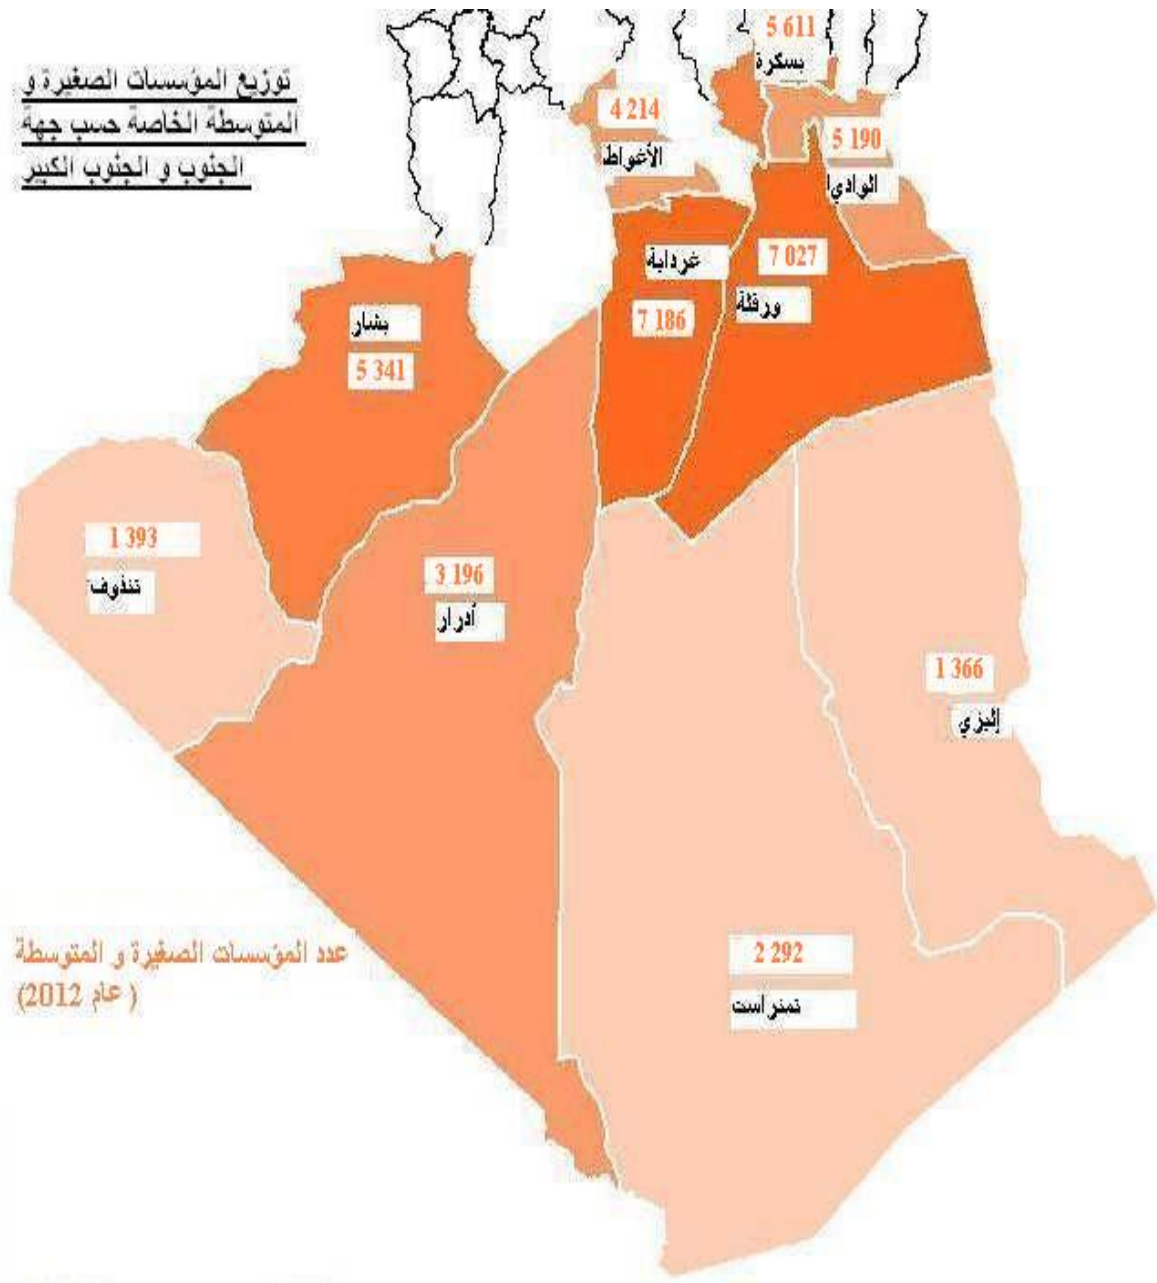 توزيع المؤسسات الصغيرة و
المتوسطة الخاصة حسب جهة
الجنوب و الجنوب الكبير
5 611
بسكرة
4 214
الأغواط
5 190
الوادي
غرداية
7 186
7 027
ورقلة
بشار
5 341
1 393
تندوف
3 196
أدرار
1 366
إليزي
2 292
تمنراست
عدد المؤسسات الصغيرة و المتوسطة
(عام 2012)